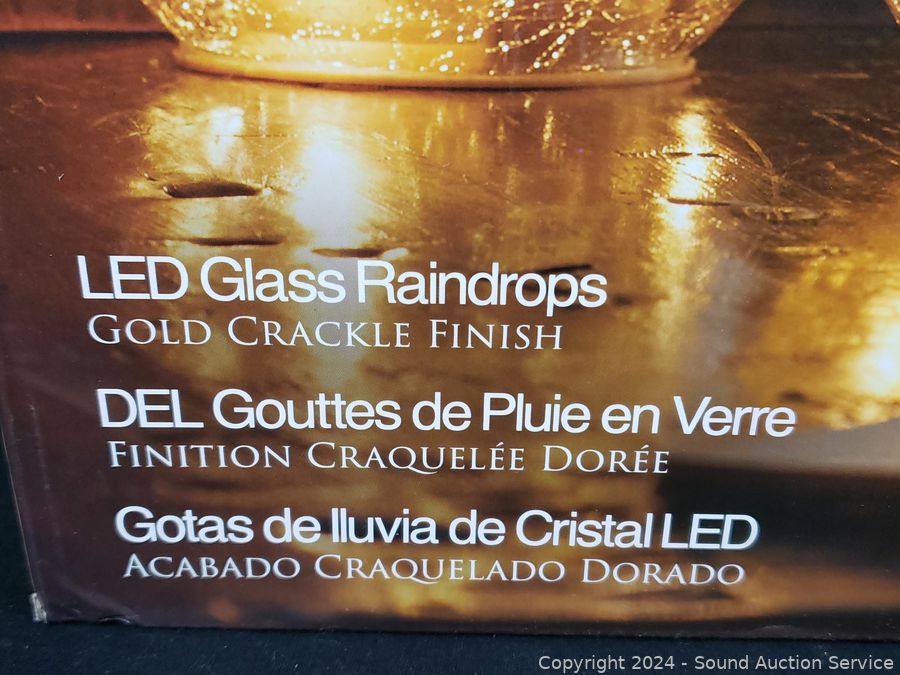 LED Glass Raindrops
GOLD CRACKLE FINISH
DEL Gouttes de Pluie en Verre
FINITION CRAQUELÉE DORÉE
Gotas de lluvia de Cristal LED
ACABADO CRAQUELADO DORADO
Copyright 2024 - Sound Auction Service